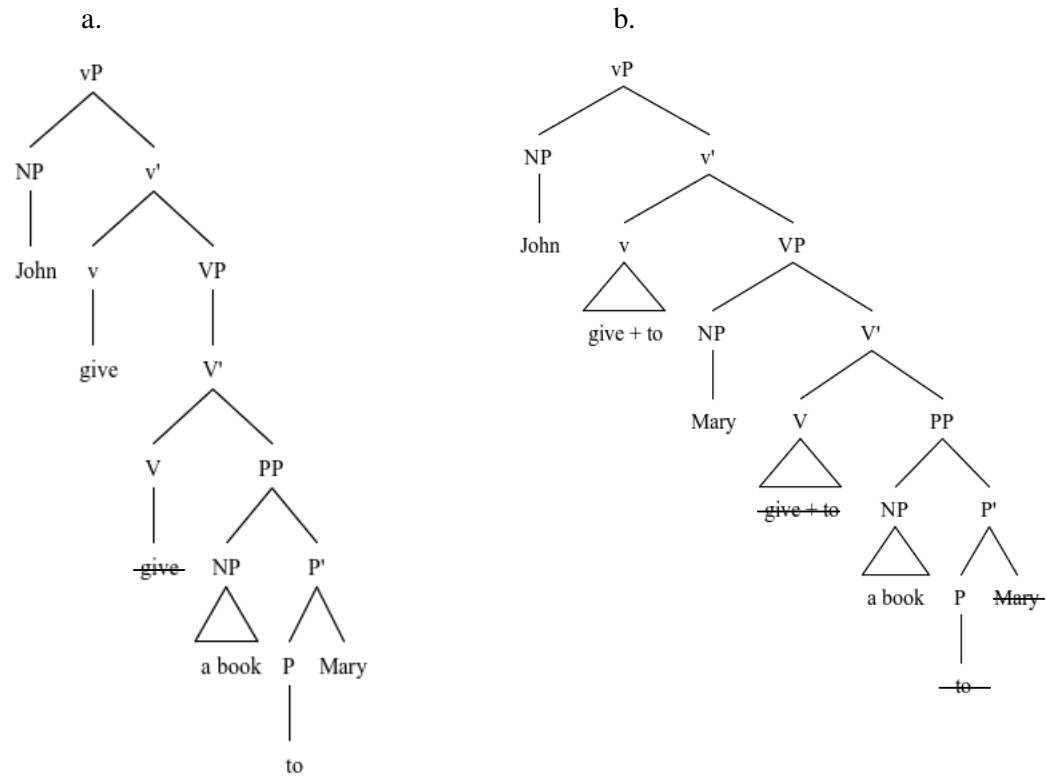 a.
b.
vP
NP v'
John v VP
give V'
V PP
give NP P'
a book P Mary
to
vP
NP v'
John v VP
give + to NP V'
Mary V PP
give + to NP P'
a book P Mary
to